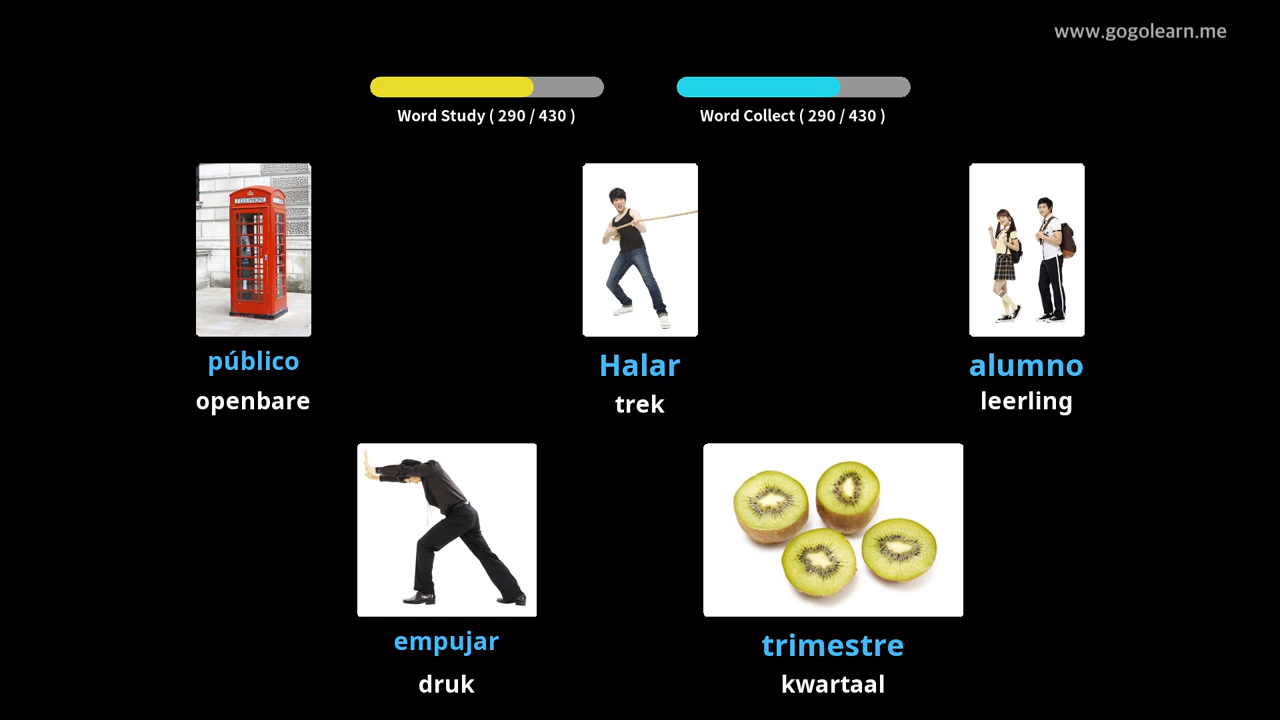 www.gogolearn.me
Word Study ( 290 / 430 )
Word Collect ( 290 / 430 )
TELEPHONE
público
openbare
Halar
trek
alumno
leerling
empujar
druk
trimestre
kwartaal